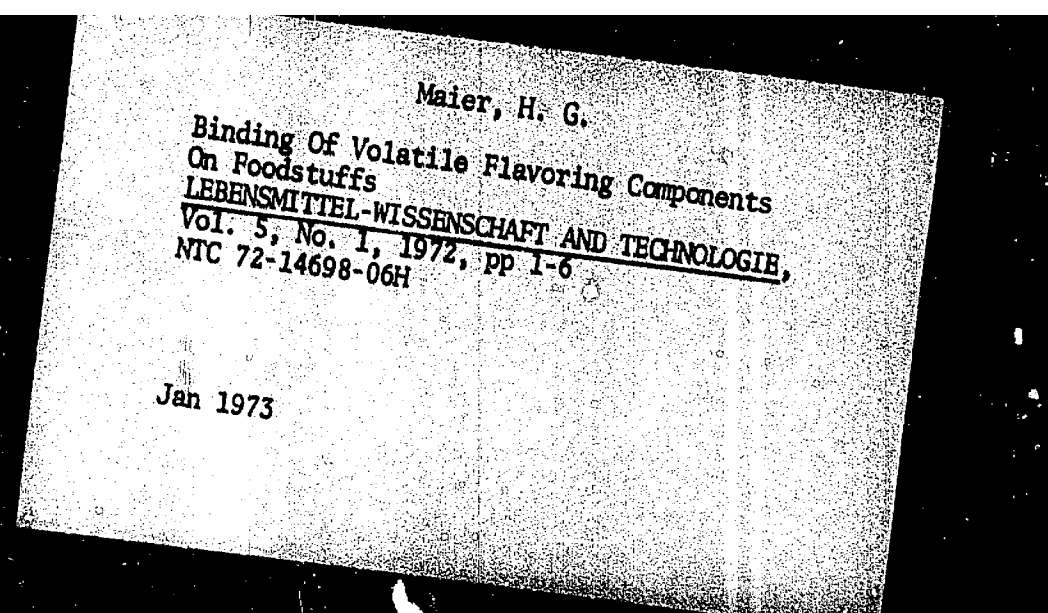 Maier, H. G.
Binding Of Volatile Flavoring Components
On Foodstuffs
LEBENSMITTEL-WISSENSCHAFT AND TECHNOLOGIE,
Vol. 5, No. 1, 1972, pp 1-6
NTC 72-14698-06H
Jan 1973